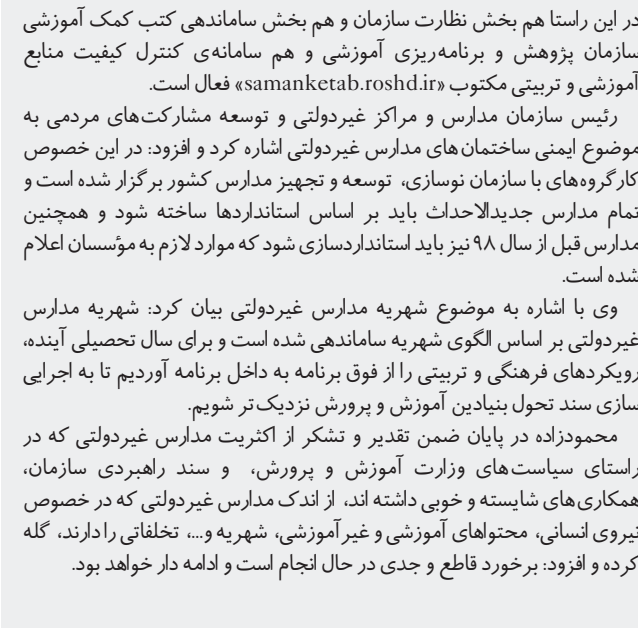 در این راستا هم بخش نظارت سازمان و هم بخش ساماندهی کتب کمک آموزشی
سازمان پژوهش و برنامه‌ریزی آموزشی و هم سامانه‌ی کنترل کیفیت منابع
آموزشی و تربیتی مکتوب «samanketab.roshd.ir» فعال است.
رئیس سازمان مدارس و مراکز غیردولتی و توسعه مشارکت‌های مردمی به
موضوع ایمنی ساختمان‌های مدارس غیردولتی اشاره کرد و افزود: در این خصوص
کارگروه‌های با سازمان نوسازی، توسعه و تجهیز مدارس کشور برگزار شده است و
تمام مدارس جدیدالاحداث باید بر اساس استانداردها ساخته شود و همچنین
مدارس قبل از سال ۹۸ نیز باید استانداردسازی شود که موارد لازم به مؤسسان اعلام
شده است.
وی با اشاره به موضوع شهریه مدارس غیردولتی بیان کرد: شهریه مدارس
غیردولتی بر اساس الگوی شهریه ساماندهی شده است و برای سال تحصیلی آینده،
رویکردهای فرهنگی و تربیتی را از فوق برنامه به داخل برنامه آوردیم تا به اجرایی
سازی سند تحول بنیادین آموزش و پرورش نزدیک‌تر شویم.
محمودزاده در پایان ضمن تقدیر و تشکر از اکثریت مدارس غیردولتی که در
راستای سیاست‌های وزارت آموزش و پرورش، و سند راهبردی سازمان،
همکاری‌های شایسته و خوبی داشته اند، از اندک مدارس غیردولتی که در خصوص
نیروی انسانی، محتواهای آموزشی و غیرآموزشی، شهریه و...، تخلفاتی را دارند، گله
کرده و افزود: برخورد قاطع و جدی در حال انجام است و ادامه دار خواهد بود.